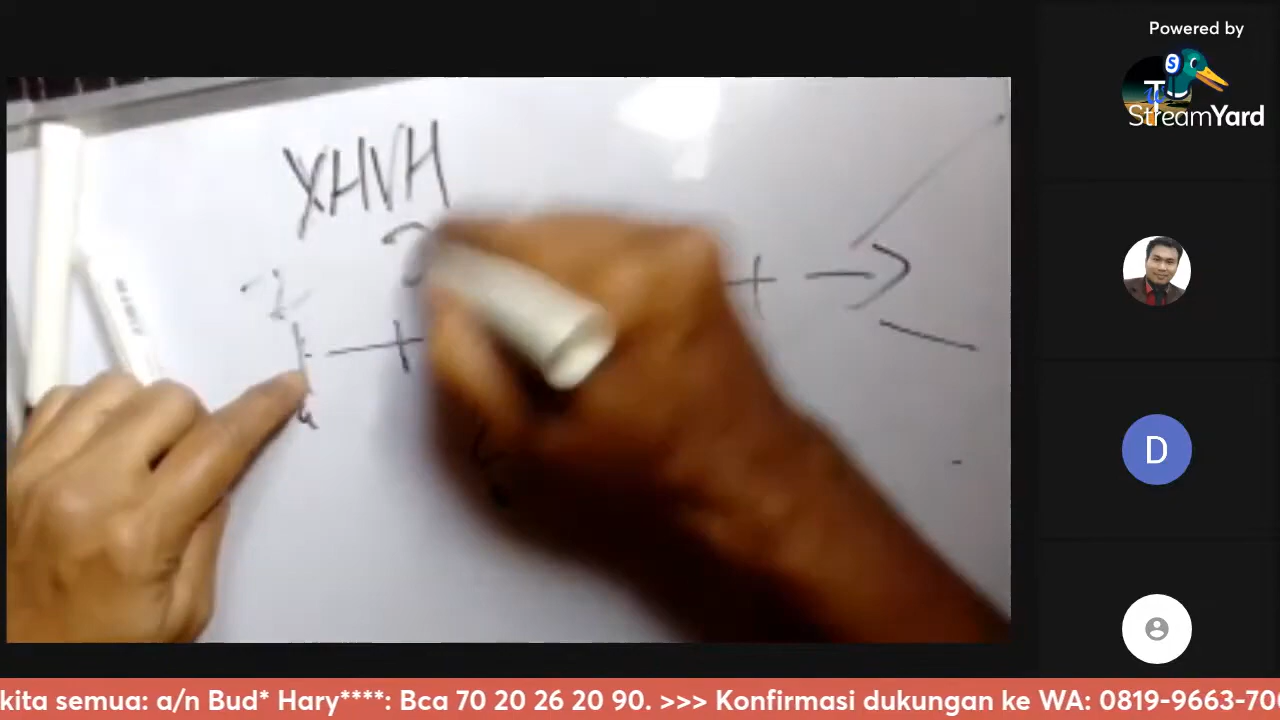 Powered by
StreamYard
YHVH
D
kita semua: a/n Bud* Hary****: Bca 70 20 26 20 90. >>> Konfirmasi dukungan ke WA: 0819-9663-70